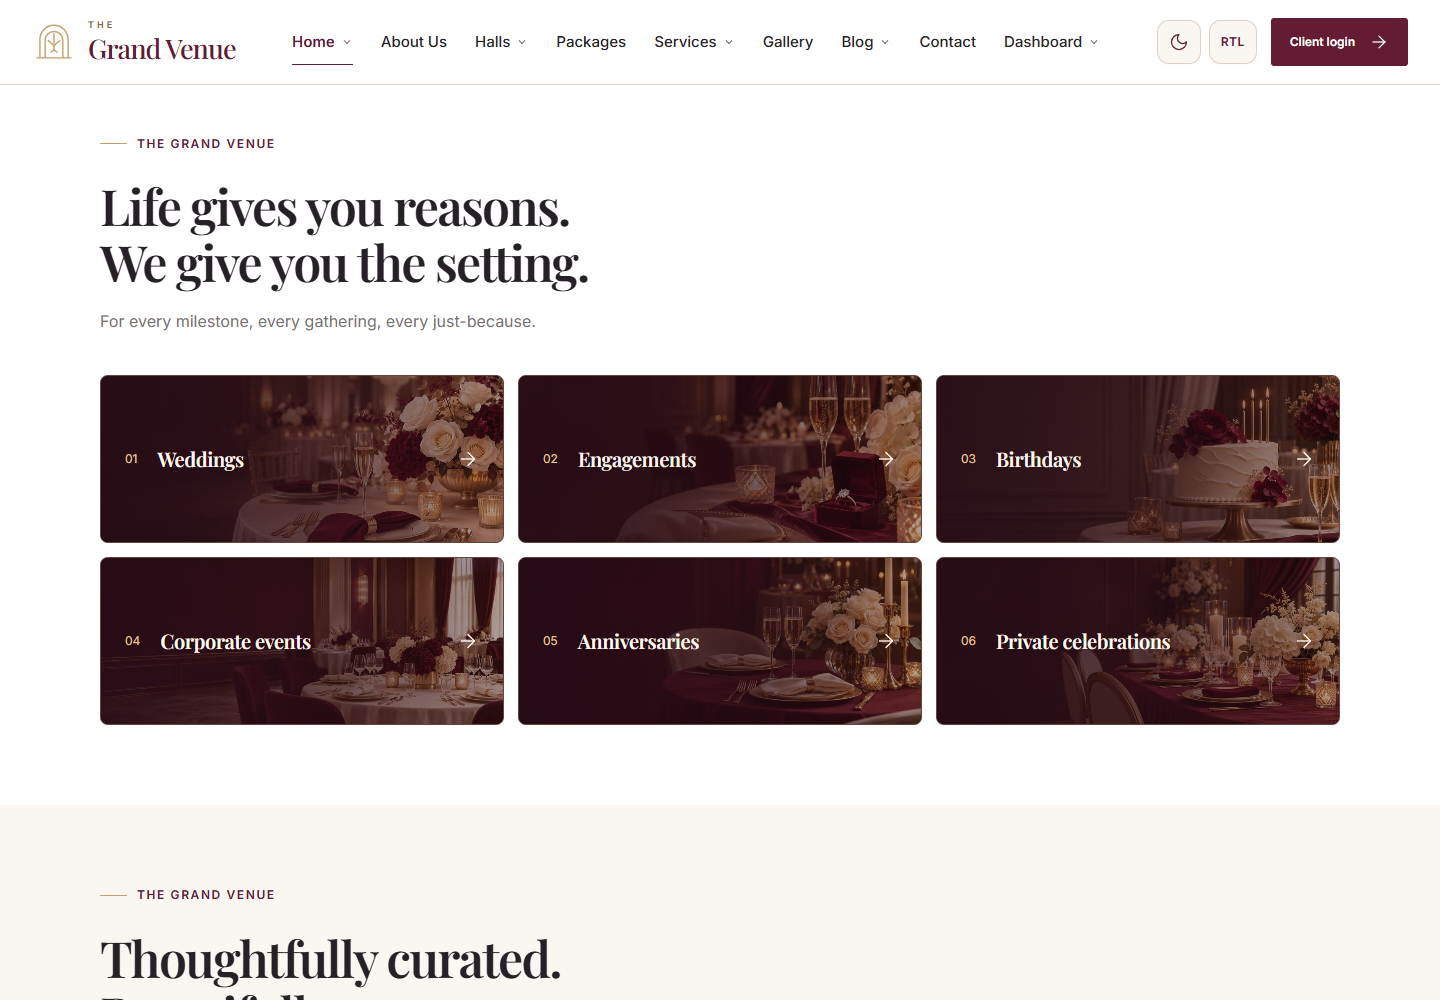 THE
Grand Venue
Home
About Us
Halls
Packages
Services
Gallery
Blog
Contact
Dashboard
RTL
Client login
THE GRAND VENUE
Life gives you reasons.
We give you the setting.
For every milestone, every gathering, every just-because.
01 Weddings
02 Engagements
03 Birthdays
04 Corporate events
05 Anniversaries
06 Private celebrations
THE GRAND VENUE
Thoughtfully curated.